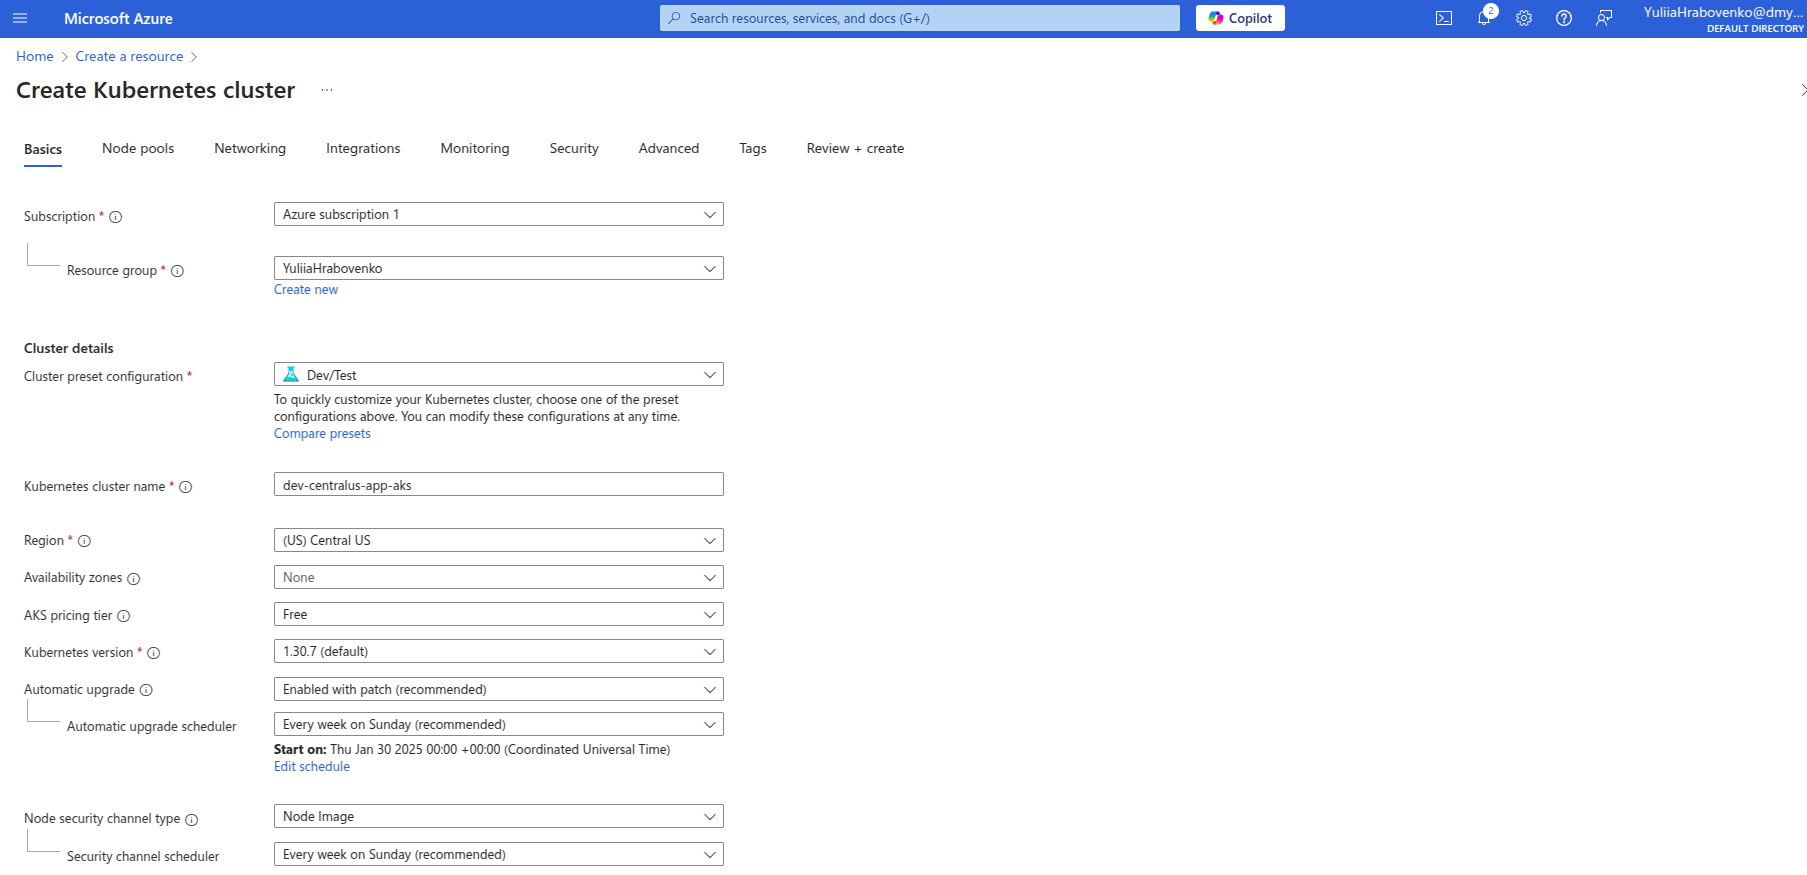 Microsoft Azure
Search resources, services, and docs (G+/)
Copilot
2
YuliiaHrabovenko@dmy...
DEFAULT DIRECTORY
Home > Create a resource >
Create Kubernetes cluster ...
Basics Node pools Networking Integrations Monitoring Security Advanced Tags Review + create
Subscription * Azure subscription 1
Resource group * YuliiaHrabovenko
Create new
Cluster details
Cluster preset configuration * Dev/Test
To quickly customize your Kubernetes cluster, choose one of the preset
configurations above. You can modify these configurations at any time.
Compare presets
Kubernetes cluster name * dev-centralus-app-aks
Region * (US) Central US
Availability zones None
AKS pricing tier Free
Kubernetes version * 1.30.7 (default)
Automatic upgrade Enabled with patch (recommended)
Automatic upgrade scheduler Every week on Sunday (recommended)
Start on: Thu Jan 30 2025 00:00 +00:00 (Coordinated Universal Time)
Edit schedule
Node security channel type Node Image
Security channel scheduler Every week on Sunday (recommended)